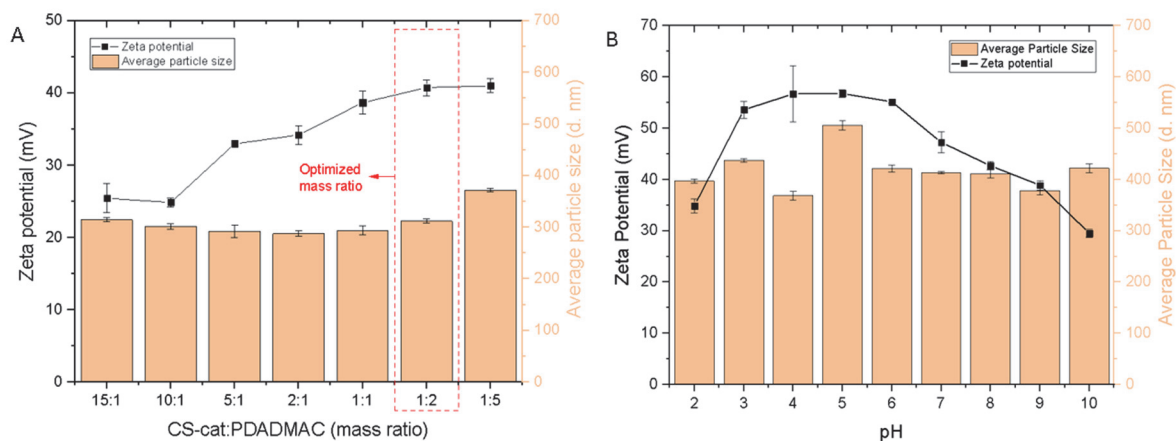 A
Zeta potential
Average particle size
Zeta potential (mV)
50
40
30
20
10
0
Optimized
mass ratio
700
600
500
400
300
200
100
0
Average particle size (d. nm)
15:1 10:1 5:1 2:1 1:1 1:2 1:5
CS-cat:PDADMAC (mass ratio)
B
Average Particle Size
Zeta potential
Zeta Potential (mV)
70
60
50
40
30
20
10
0
700
600
500
400
300
200
100
0
Average Particle Size (d. nm)
2 3 4 5 6 7 8 9 10
pH